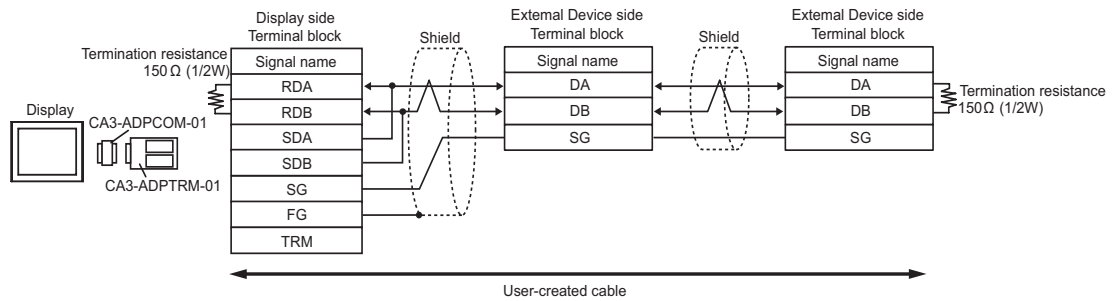 Display side
Terminal block
External Device side
Terminal block
External Device side
Terminal block
Termination resistance
150Ω (1/2W)
Shield
Shield
Signal name
RDA
RDB
SDA
SDB
SG
FG
TRM
Signal name
DA
DB
SG
Signal name
DA
DB
SG
Termination resistance
150Ω (1/2W)
Display
CA3-ADPCOM-01
CA3-ADPTRM-01
User-created cable